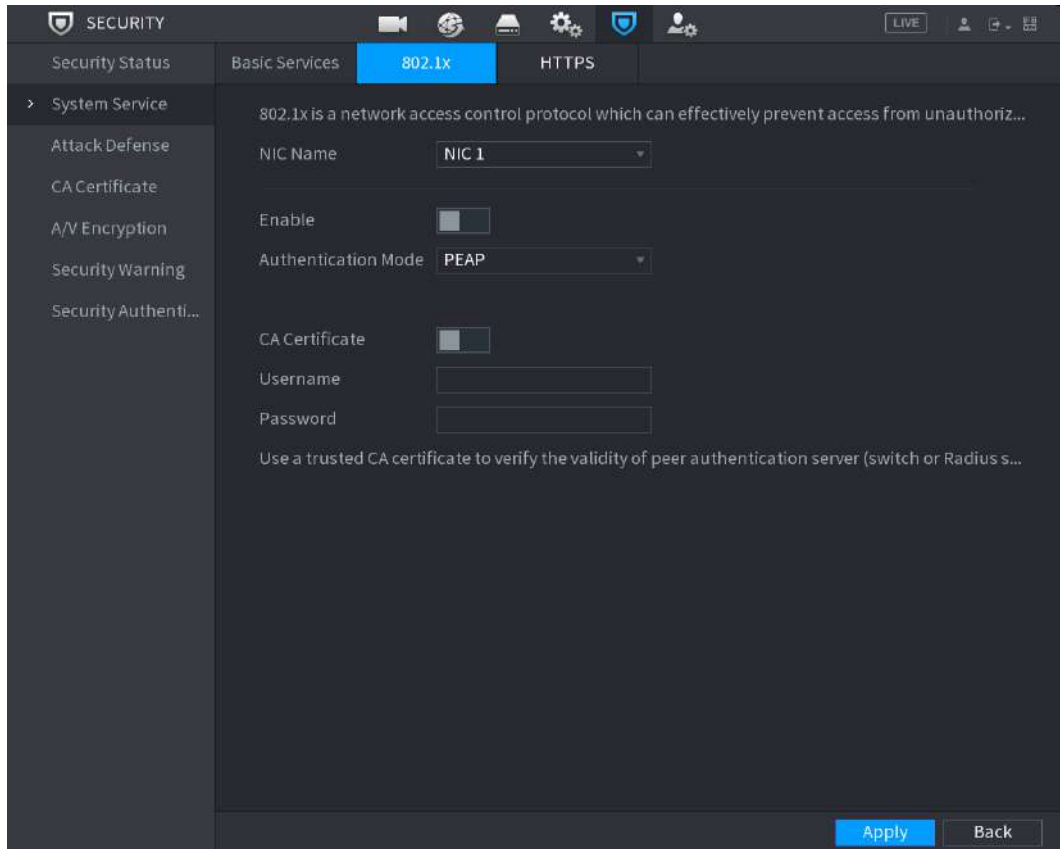 SECURITY
LIVE
Security Status
System Service
Attack Defense
CA Certificate
A/V Encryption
Security Warning
Security Authenti...
Basic Services 802.1x HTTPS
802.1x is a network access control protocol which can effectively prevent access from unauthoriz...
NIC Name NIC 1
Enable
Authentication Mode PEAP
CA Certificate
Username
Password
Use a trusted CA certificate to verify the validity of peer authentication server (switch or Radius s...
Apply Back